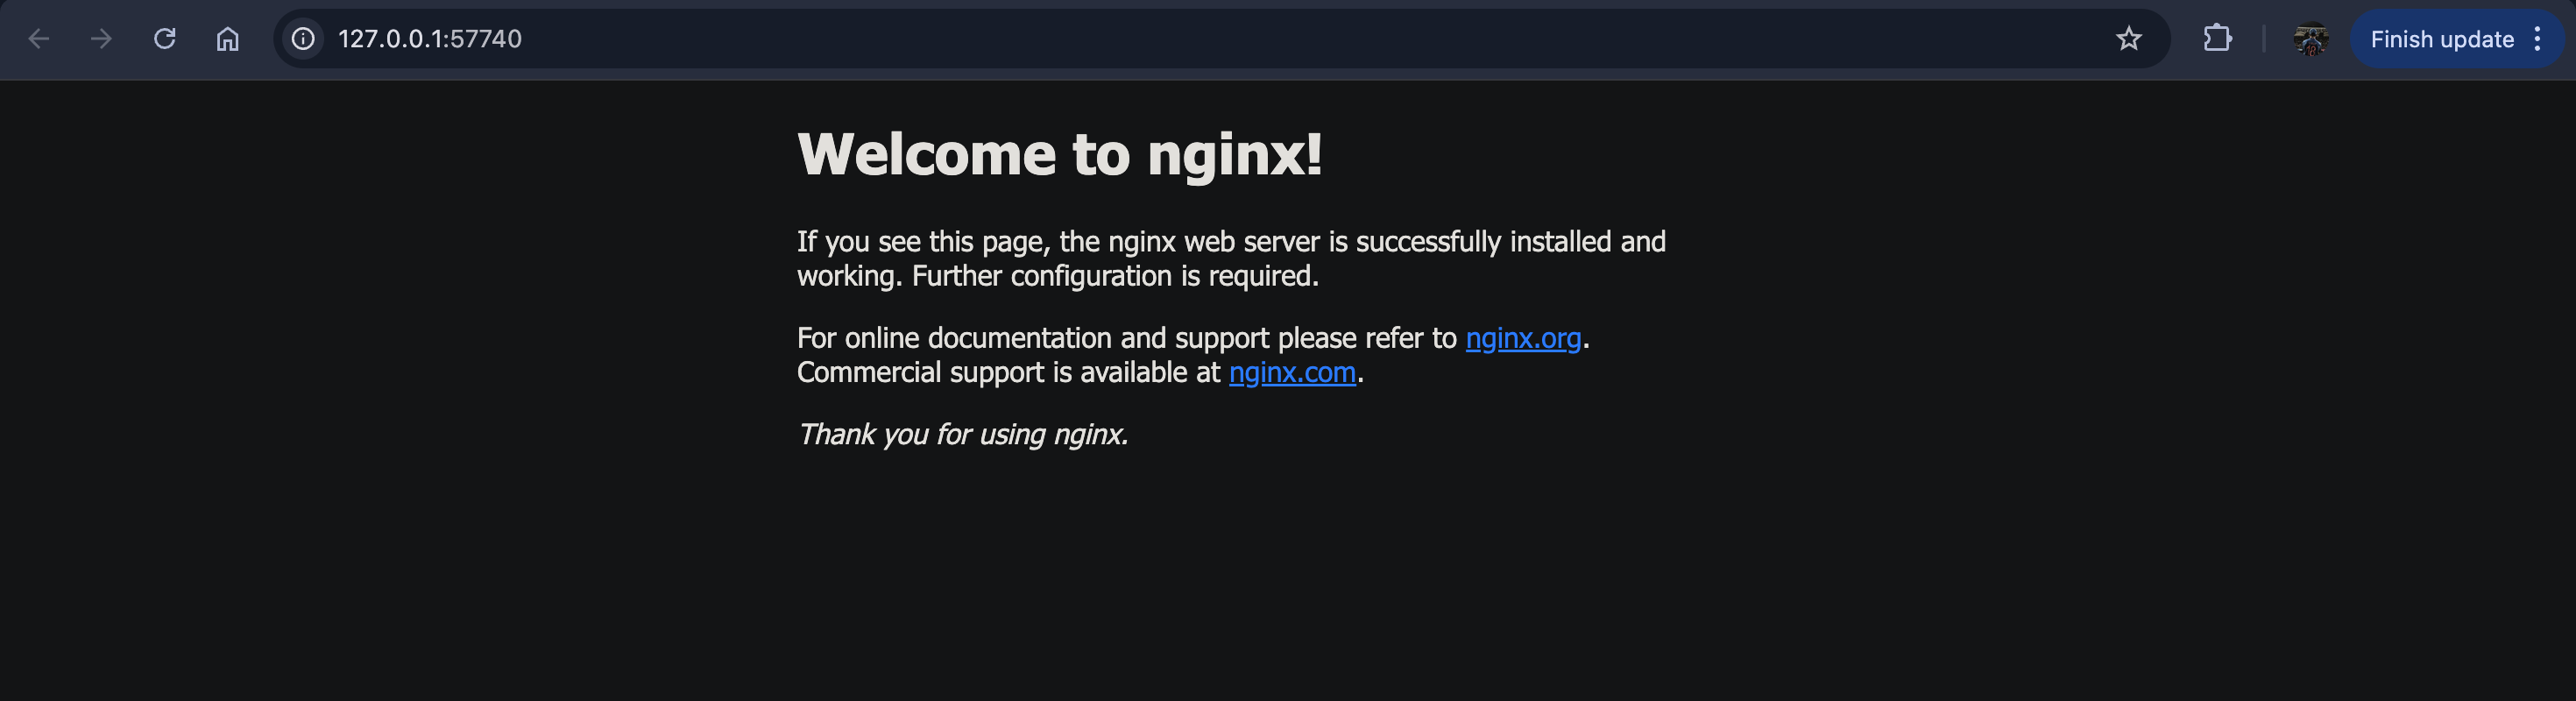 127.0.0.1:57740
Finish update
Welcome to nginx!
If you see this page, the nginx web server is successfully installed and
working. Further configuration is required.
For online documentation and support please refer to nginx.org.
Commercial support is available at nginx.com.
Thank you for using nginx.